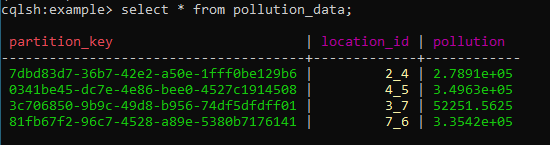 cqlsh:example> select * from pollution_data;
partition_key | location_id | pollution
--------------------------------------+-------------+------------
7dbd83d7-36b7-42e2-a50e-1fff0be129b6 | 2_4 | 2.7891e+05
0341be45-dc7e-4e86-bee0-4527c1914508 | 4_5 | 3.4963e+05
3c706850-9b9c-49d8-b956-74df5dfdff01 | 3_7 | 52251.5625
81fb67f2-96c7-4528-a89e-5380b7176141 | 7_6 | 3.3542e+05